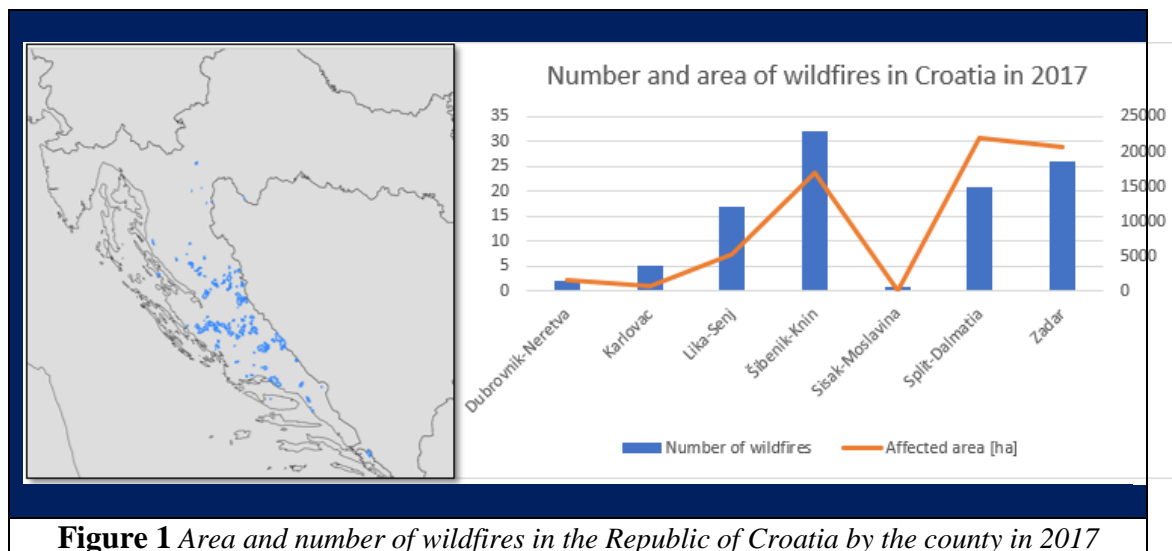 Number and area of wildfires in Croatia in 2017
35
30
25
20
15
10
5
0
25000
20000
15000
10000
5000
0
Dubrovnik-Neretva
Karlovac
Lika-Senj
Šibenik-Knin
Sisak-Moslavina
Split-Dalmatia
Zadar
Number of wildfires
Affected area [ha]
Figure 1 Area and number of wildfires in the Republic of Croatia by the county in 2017